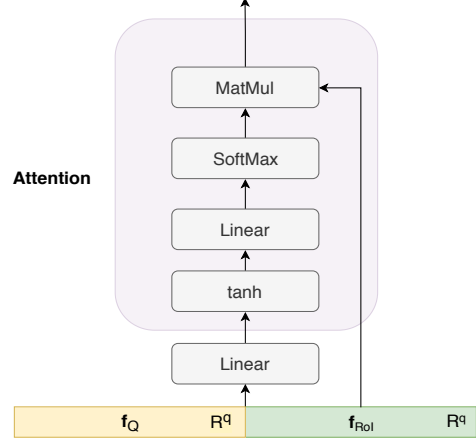 MatMul
SoftMax
Attention
Linear
tanh
Linear
f_Q R^q f_RoI R^q